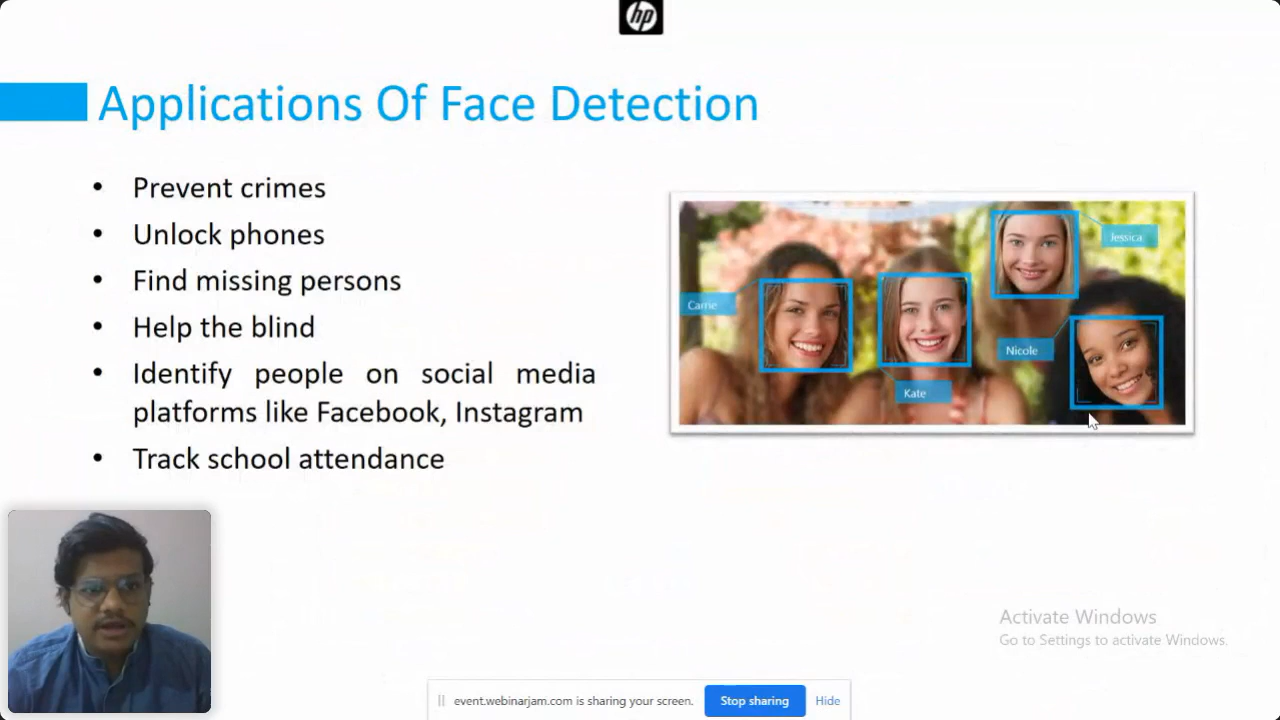 hp
Applications Of Face Detection
• Prevent crimes
• Unlock phones
• Find missing persons
• Help the blind
• Identify people on social media
platforms like Facebook, Instagram
• Track school attendance
Jessica
Carrie
Nicole
Kate
Activate Windows
Go to Settings to activate Windows.
event.webinarjam.com is sharing your screen.
Stop sharing
Hide